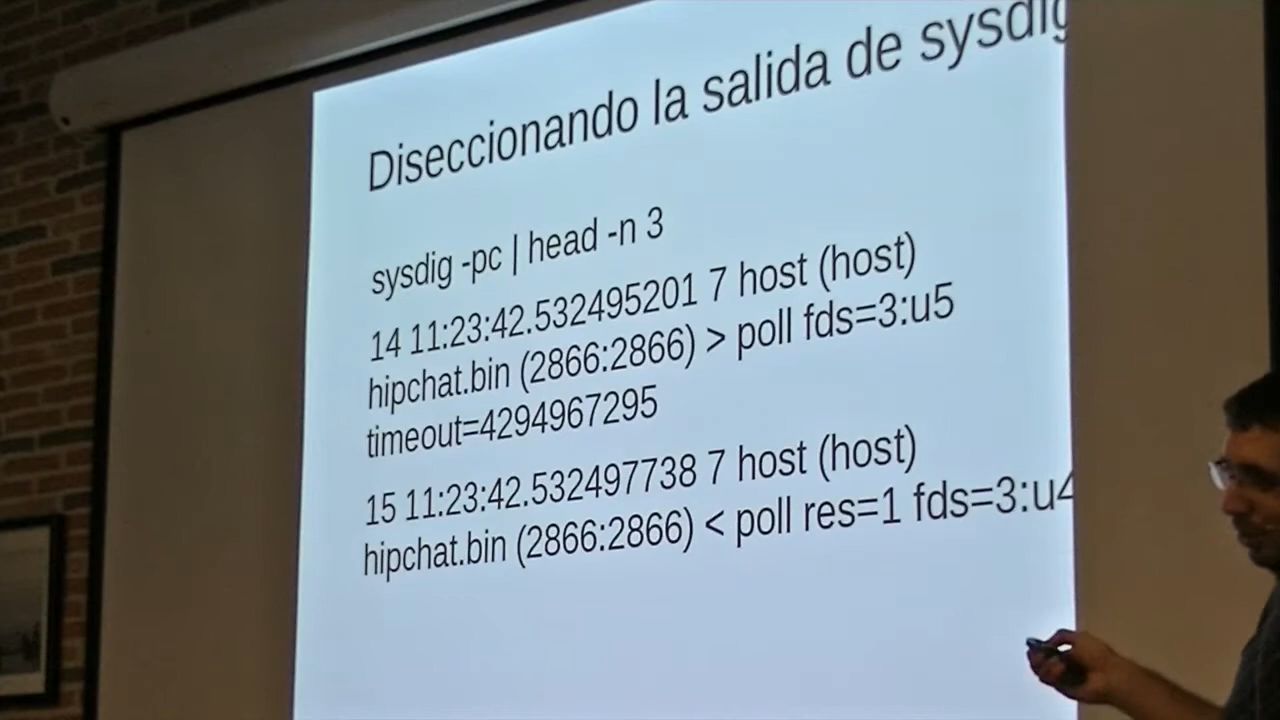 Diseccionando la salida de sysdig
sysdig -pc | head -n 3
14 11:23:42.532495201 7 host (host)
hipchat.bin (2866:2866) > poll fds=3:u5
timeout=4294967295
15 11:23:42.532497738 7 host (host)
hipchat.bin (2866:2866) < poll res=1 fds=3:u4